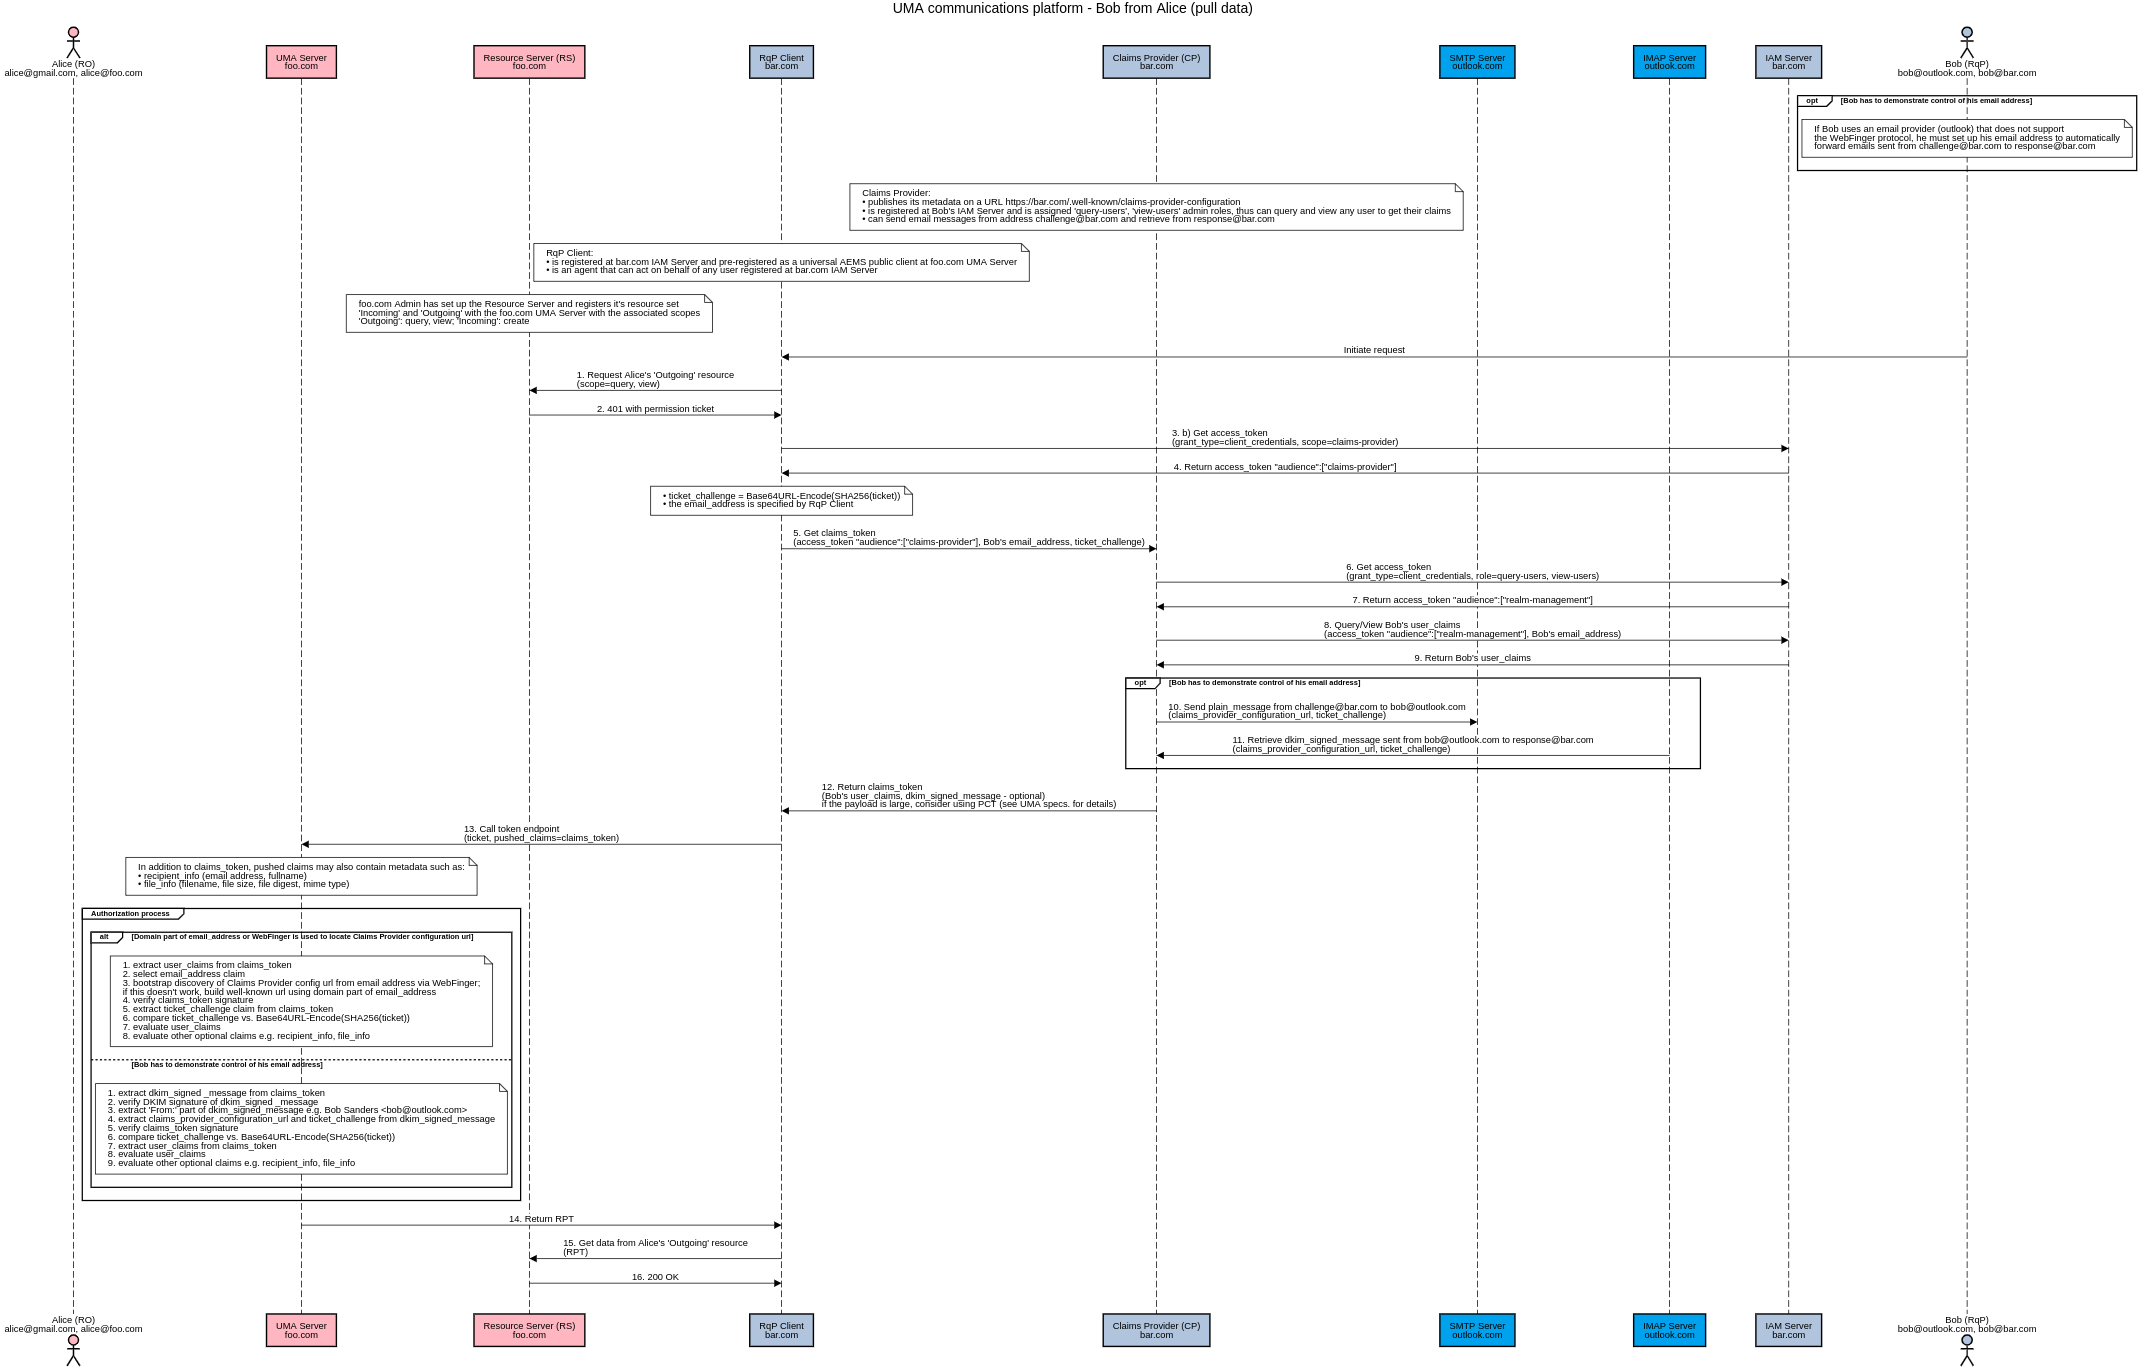 UMA communications platform - Bob from Alice (pull data)
Alice (RO)
alice@gmail.com, alice@foo.com
UMA Server
foo.com
Resource Server (RS)
foo.com
RqP Client
bar.com
Claims Provider (CP)
bar.com
SMTP Server
outlook.com
IMAP Server
outlook.com
IAM Server
bar.com
Bob (RqP)
bob@outlook.com, bob@bar.com
opt [Bob has to demonstrate control of his email address]
If Bob uses an email provider (outlook) that does not support
the WebFinger protocol, he must set up his email address to automatically
forward emails sent from challenge@bar.com to response@bar.com
Claims Provider:
• publishes its metadata on a URL https://bar.com/.well-known/claims-provider-configuration
• is registered at Bob's IAM Server and is assigned 'query-users', 'view-users' admin roles, thus can query and view any user to get their claims
• can send email messages from address challenge@bar.com and retrieve from response@bar.com
RqP Client:
• is registered at bar.com IAM Server and pre-registered as a universal AEMS public client at foo.com UMA Server
• is an agent that can act on behalf of any user registered at bar.com IAM Server
foo.com Admin has set up the Resource Server and registers it's resource set
'Incoming' and 'Outgoing' with the foo.com UMA Server with the associated scopes
'Outgoing': query, view; 'Incoming': create
Initiate request
1. Request Alice's 'Outgoing' resource
(scope=query, view)
2. 401 with permission ticket
3. b) Get access_token
(grant_type=client_credentials, scope=claims-provider)
4. Return access_token "audience":["claims-provider"]
• ticket_challenge = Base64URL-Encode(SHA256(ticket))
• the email_address is specified by RqP Client
5. Get claims_token
(access_token "audience":["claims-provider"], Bob's email_address, ticket_challenge)
6. Get access_token
(grant_type=client_credentials, role=query-users, view-users)
7. Return access_token "audience":["realm-management"]
8. Query/View Bob's user_claims
(access_token "audience":["realm-management"], Bob's email_address)
9. Return Bob's user_claims
opt [Bob has to demonstrate control of his email address]
10. Send plain_message from challenge@bar.com to bob@outlook.com
(claims_provider_configuration_url, ticket_challenge)
11. Retrieve dkim_signed_message sent from bob@outlook.com to response@bar.com
(claims_provider_configuration_url, ticket_challenge)
12. Return claims_token
(Bob's user_claims, dkim_signed_message - optional)
if the payload is large, consider using PCT (see UMA specs. for details)
13. Call token endpoint
(ticket, pushed_claims=claims_token)
In addition to claims_token, pushed claims may also contain metadata such as:
• recipient_info (email address, fullname)
• file_info (filename, file size, file digest, mime type)
Authorization process
alt [Domain part of email_address or WebFinger is used to locate Claims Provider configuration url]
1. extract user_claims from claims_token
2. select email_address claim
3. bootstrap discovery of Claims Provider config url from email address via WebFinger;
if this doesn't work, build well-known url using domain part of email_address
4. verify claims_token signature
5. extract ticket_challenge claim from claims_token
6. compare ticket_challenge vs. Base64URL-Encode(SHA256(ticket))
7. evaluate user_claims
8. evaluate other optional claims e.g. recipient_info, file_info
[Bob has to demonstrate control of his email address]
1. extract dkim_signed _message from claims_token
2. verify DKIM signature of dkim_signed _message
3. extract 'From:' part of dkim_signed_message e.g. Bob Sanders <bob@outlook.com>
4. extract claims_provider_configuration_url and ticket_challenge from dkim_signed_message
5. verify claims_token signature
6. compare ticket_challenge vs. Base64URL-Encode(SHA256(ticket))
7. extract user_claims from claims_token
8. evaluate user_claims
9. evaluate other optional claims e.g. recipient_info, file_info
14. Return RPT
15. Get data from Alice's 'Outgoing' resource
(RPT)
16. 200 OK
Alice (RO)
alice@gmail.com, alice@foo.com
UMA Server
foo.com
Resource Server (RS)
foo.com
RqP Client
bar.com
Claims Provider (CP)
bar.com
SMTP Server
outlook.com
IMAP Server
outlook.com
IAM Server
bar.com
Bob (RqP)
bob@outlook.com, bob@bar.com